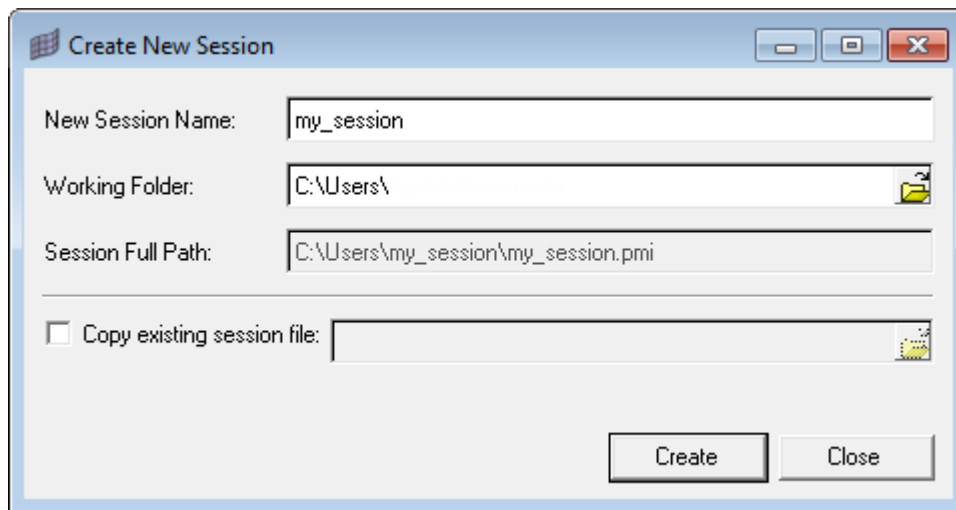 Create New Session
New Session Name: my_session
Working Folder: C:\Users\
Session Full Path: C:\Users\my_session\my_session.pmi
Copy existing session file:
Create Close